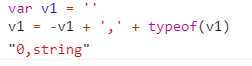 var v1 = ''
v1 = -v1 + ',' + typeof(v1)
"0,string"